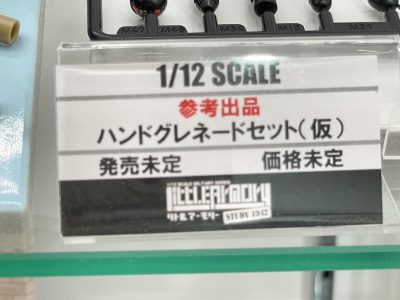 1/12 SCALE
参考出品
ハンドグレネードセット(仮)
発売未定 価格未定
LITTLEARMORY
リトルアーモリー
STUDY 1942